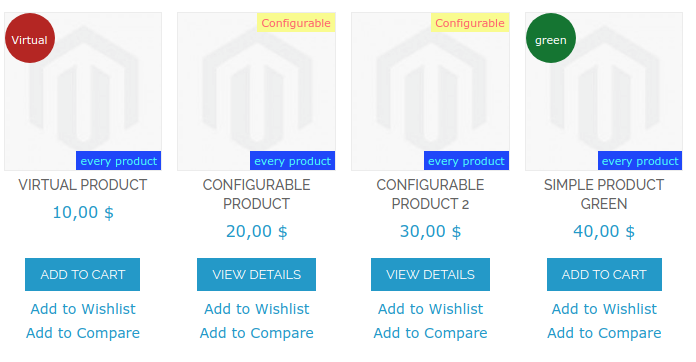 Virtual
every product
VIRTUAL PRODUCT
10,00 $
ADD TO CART
Add to Wishlist
Add to Compare
Configurable
every product
CONFIGURABLE
PRODUCT
20,00 $
VIEW DETAILS
Add to Wishlist
Add to Compare
Configurable
every product
CONFIGURABLE
PRODUCT 2
30,00 $
VIEW DETAILS
Add to Wishlist
Add to Compare
green
every product
SIMPLE PRODUCT
GREEN
40,00 $
ADD TO CART
Add to Wishlist
Add to Compare